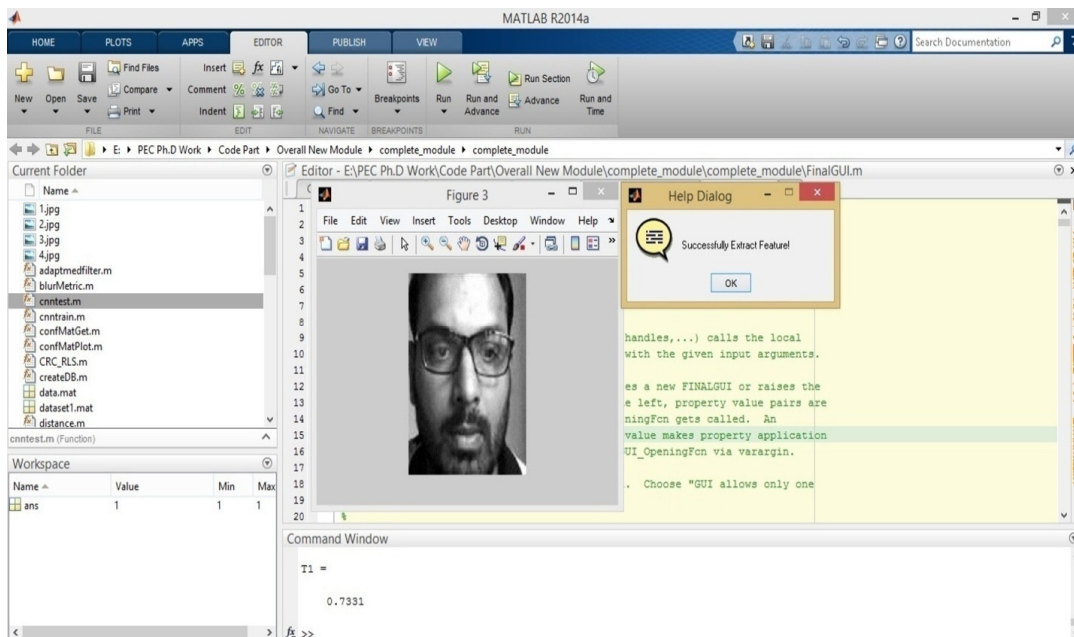 MATLAB R2014a
HOME PLOTS APPS EDITOR PUBLISH VIEW
Search Documentation
New Open Save
Find Files
Compare
Print
Insert fx
Comment
Indent
Go To
Find
Breakpoints
Run
Run and Advance
Run Section
Advance
Run and Time
FILE EDIT NAVIGATE BREAKPOINTS RUN
E: PEC Ph.D Work Code Part Overall New Module complete_module complete_module
Current Folder
Name
1.jpg
2.jpg
3.jpg
4.jpg
adaptmedfilter.m
blurMetric.m
cnntest.m
cnntrain.m
confMatGet.m
confMatPlot.m
CRC_RLS.m
createDB.m
data.mat
dataset1.mat
distance.m
cnntest.m (Function)
Workspace
Name Value Min Max
ans 1 1 1
Editor - E:\PEC Ph.D Work\Code Part\Overall New Module\complete_module\complete_module\FinalGUI.m
1
2
3
4
5
6
7
8
9 handles,...) calls the local
10 with the given input arguments.
11
12 es a new FINALGUI or raises the
13 e left, property value pairs are
14 ningFcn gets called. An
15 value makes property application
16 UI_OpeningFcn via varargin.
17
18 . Choose "GUI allows only one
19
20 %
Figure 3
File Edit View Insert Tools Desktop Window Help
Help Dialog
Successfully Extract Feature!
OK
Command Window
T1 =
0.7331
fx >>